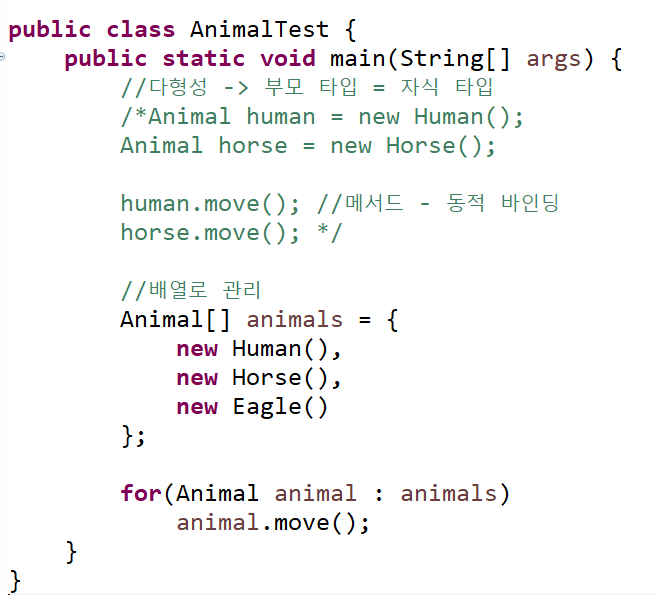 public class AnimalTest {
    public static void main(String[] args) {
        //다형성 -> 부모 타입 = 자식 타입
        /*Animal human = new Human();
        Animal horse = new Horse();

        human.move(); //메서드 - 동적 바인딩
        horse.move(); */

        //배열로 관리
        Animal[] animals = {
            new Human(),
            new Horse(),
            new Eagle()
        };

        for(Animal animal : animals)
            animal.move();
    }
}